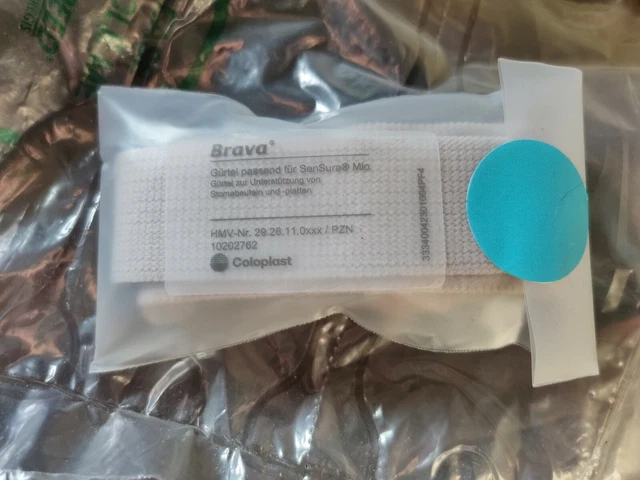 Brava®
Gürtel passend für SenSura® Mio
Gürtel zur Unterstützung von
Stomabeuteln und -platten
HMV-Nr. 29.26.11.0xxx / PZN
10202762
Coloplast